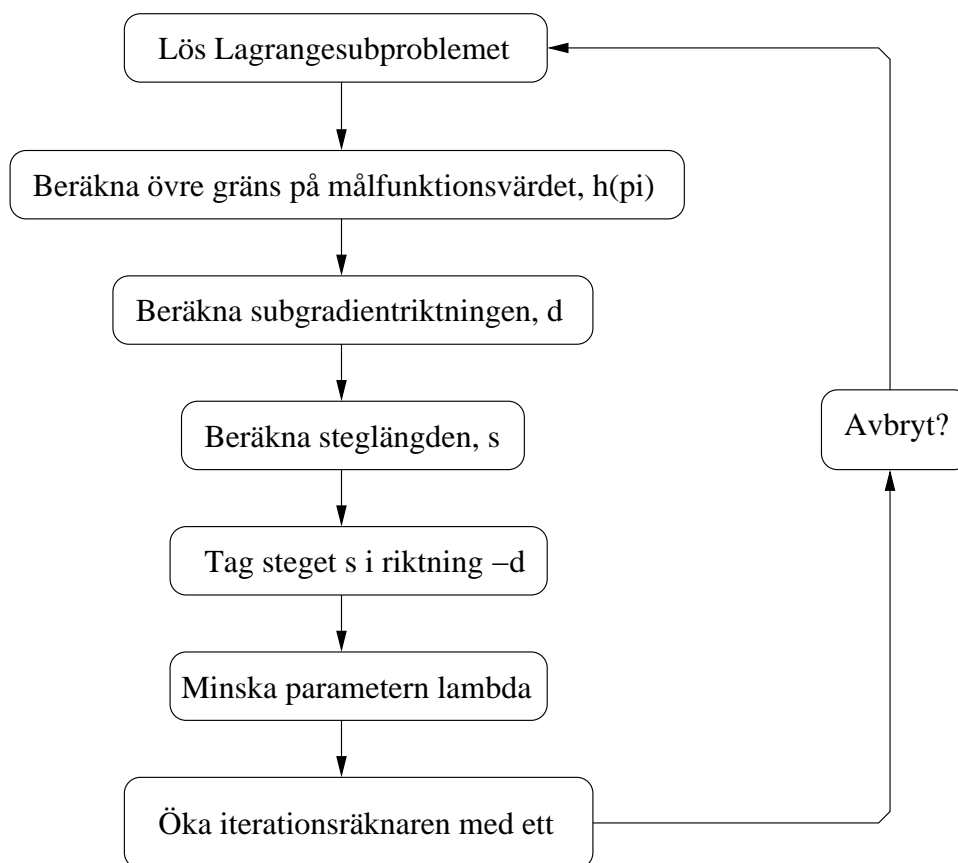 Lös Lagrangesubproblemet
Beräkna övre gräns på målfunktionsvärdet, h(pi)
Beräkna subgradientriktningen, d
Beräkna steglängden, s
Avbryt?
Tag steget s i riktning −d
Minska parametern lambda
Öka iterationsräknaren med ett